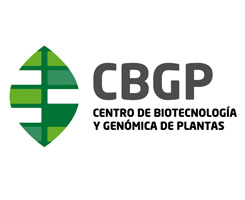 CBGP
CENTRO DE BIOTECNOLOGÍA
Y GENÓMICA DE PLANTAS